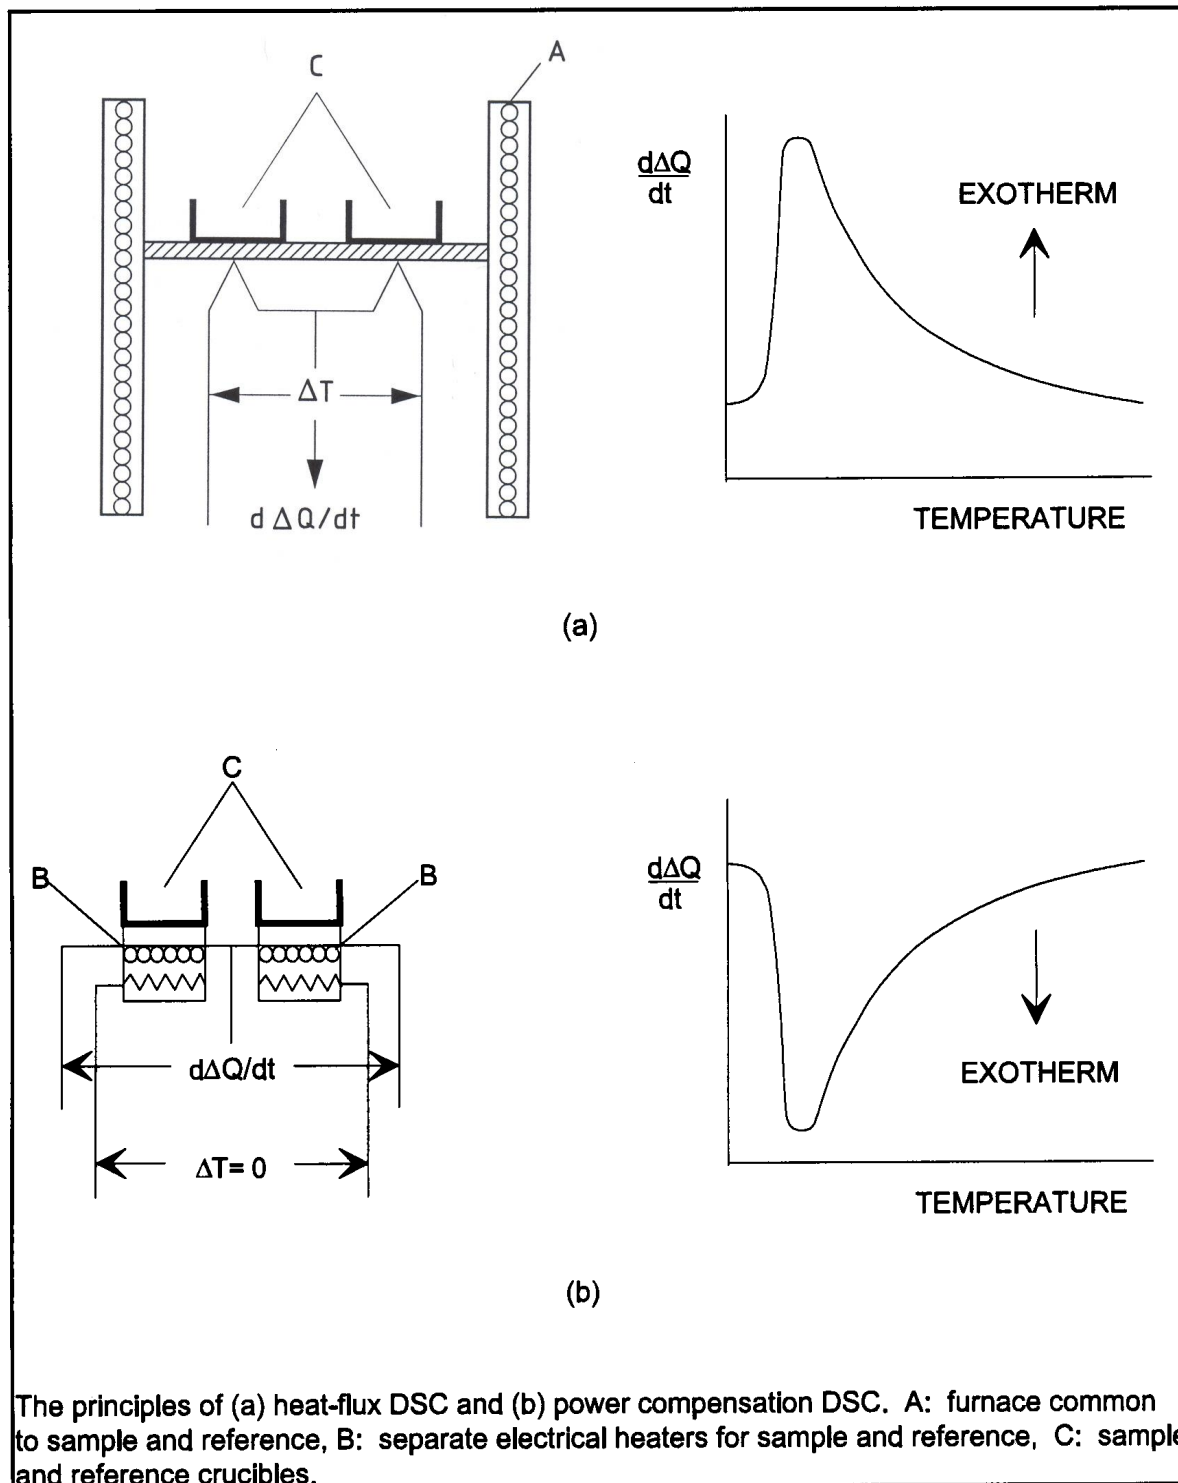 C
A
ΔT
d ΔQ/dt
dΔQ
dt
EXOTHERM
TEMPERATURE
(a)
C
B
B
dΔQ/dt
ΔT= 0
dΔQ
dt
EXOTHERM
TEMPERATURE
(b)
The principles of (a) heat-flux DSC and (b) power compensation DSC. A: furnace common
to sample and reference, B: separate electrical heaters for sample and reference, C: sample
and reference crucibles.